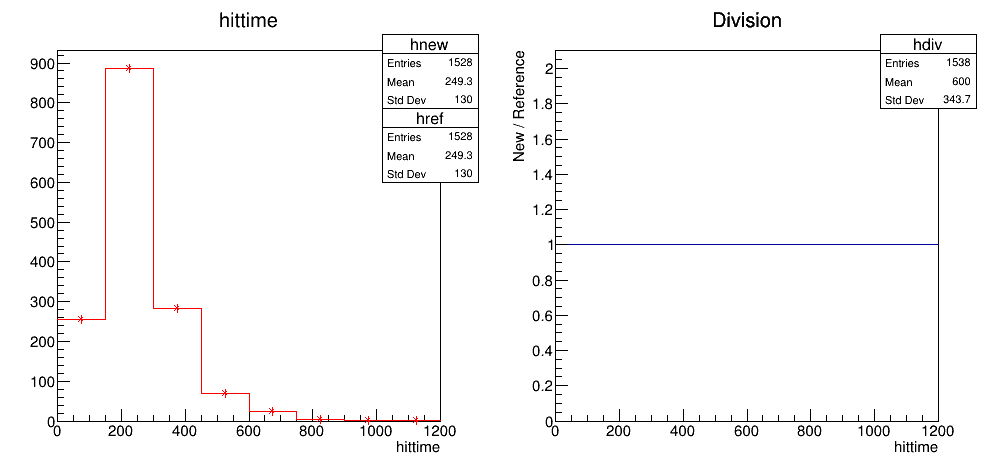 hittime
hnew
Entries 1528
Mean 249.3
Std Dev 130
href
Entries 1528
Mean 249.3
Std Dev 130
900
800
700
600
500
400
300
200
100
0
0 200 400 600 800 1000 1200
hittime
Division
hdiv
Entries 1538
Mean 600
Std Dev 343.7
New / Reference
2
1.8
1.6
1.4
1.2
1
0.8
0.6
0.4
0.2
0
0 200 400 600 800 1000 1200
hittime